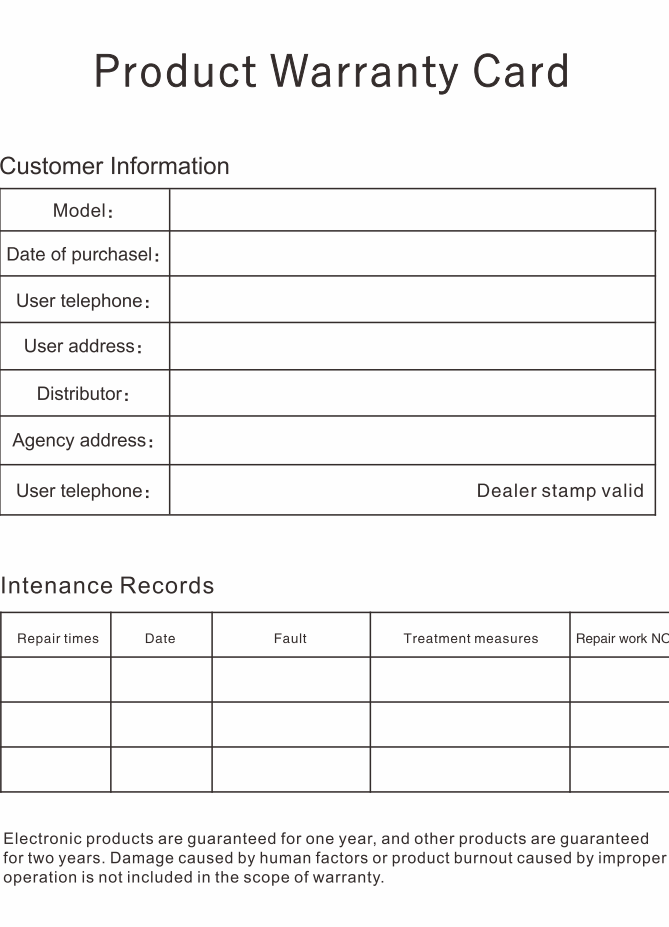 Product Warranty Card
Customer Information
Model：
Date of purchasel：
User telephone：
User address：
Distributor：
Agency address：
User telephone： Dealer stamp valid
Intenance Records
Repair times Date Fault Treatment measures Repair work NO
Electronic products are guaranteed for one year, and other products are guaranteed
for two years. Damage caused by human factors or product burnout caused by improper
operation is not included in the scope of warranty.